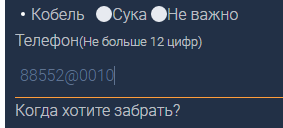 Кобель Сука Не важно
Телефон(Не больше 12 цифр)
88552@0010
Когда хотите забрать?